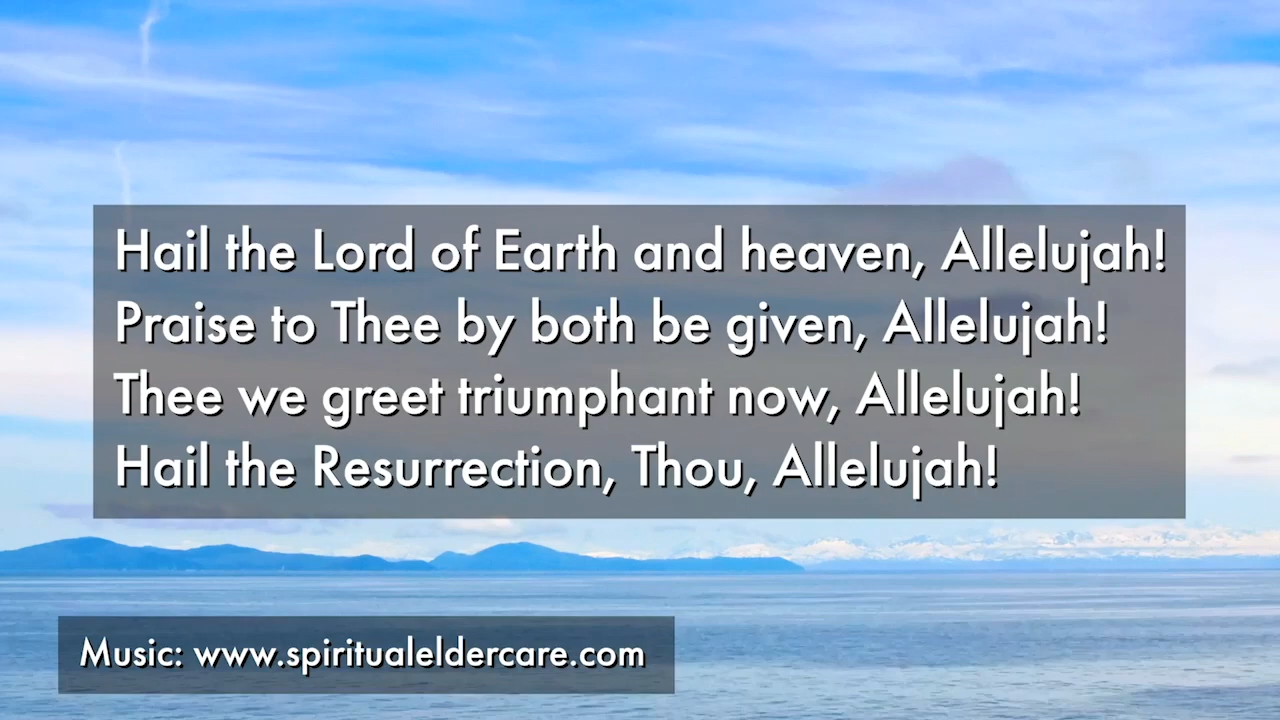 Hail the Lord of Earth and heaven, Allelujah!
Praise to Thee by both be given, Allelujah!
Thee we greet triumphant now, Allelujah!
Hail the Resurrection, Thou, Allelujah!
Music: www.spiritualeldercare.com